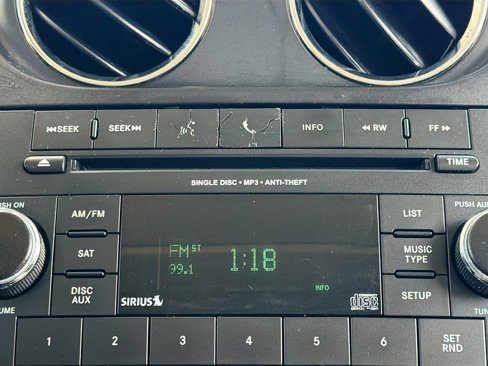 ⏮SEEK SEEK⏭ INFO ◀◀ RW FF ▶▶
TIME
SINGLE DISC • MP3 • ANTI-THEFT
PUSH ON AM/FM LIST PUSH AU
SAT FM ST 1:18 MUSIC TYPE
99.1
DISC AUX INFO SETUP
SIRIUS COMPACT disc
UME TUN
1 2 3 4 5 6 SET RND